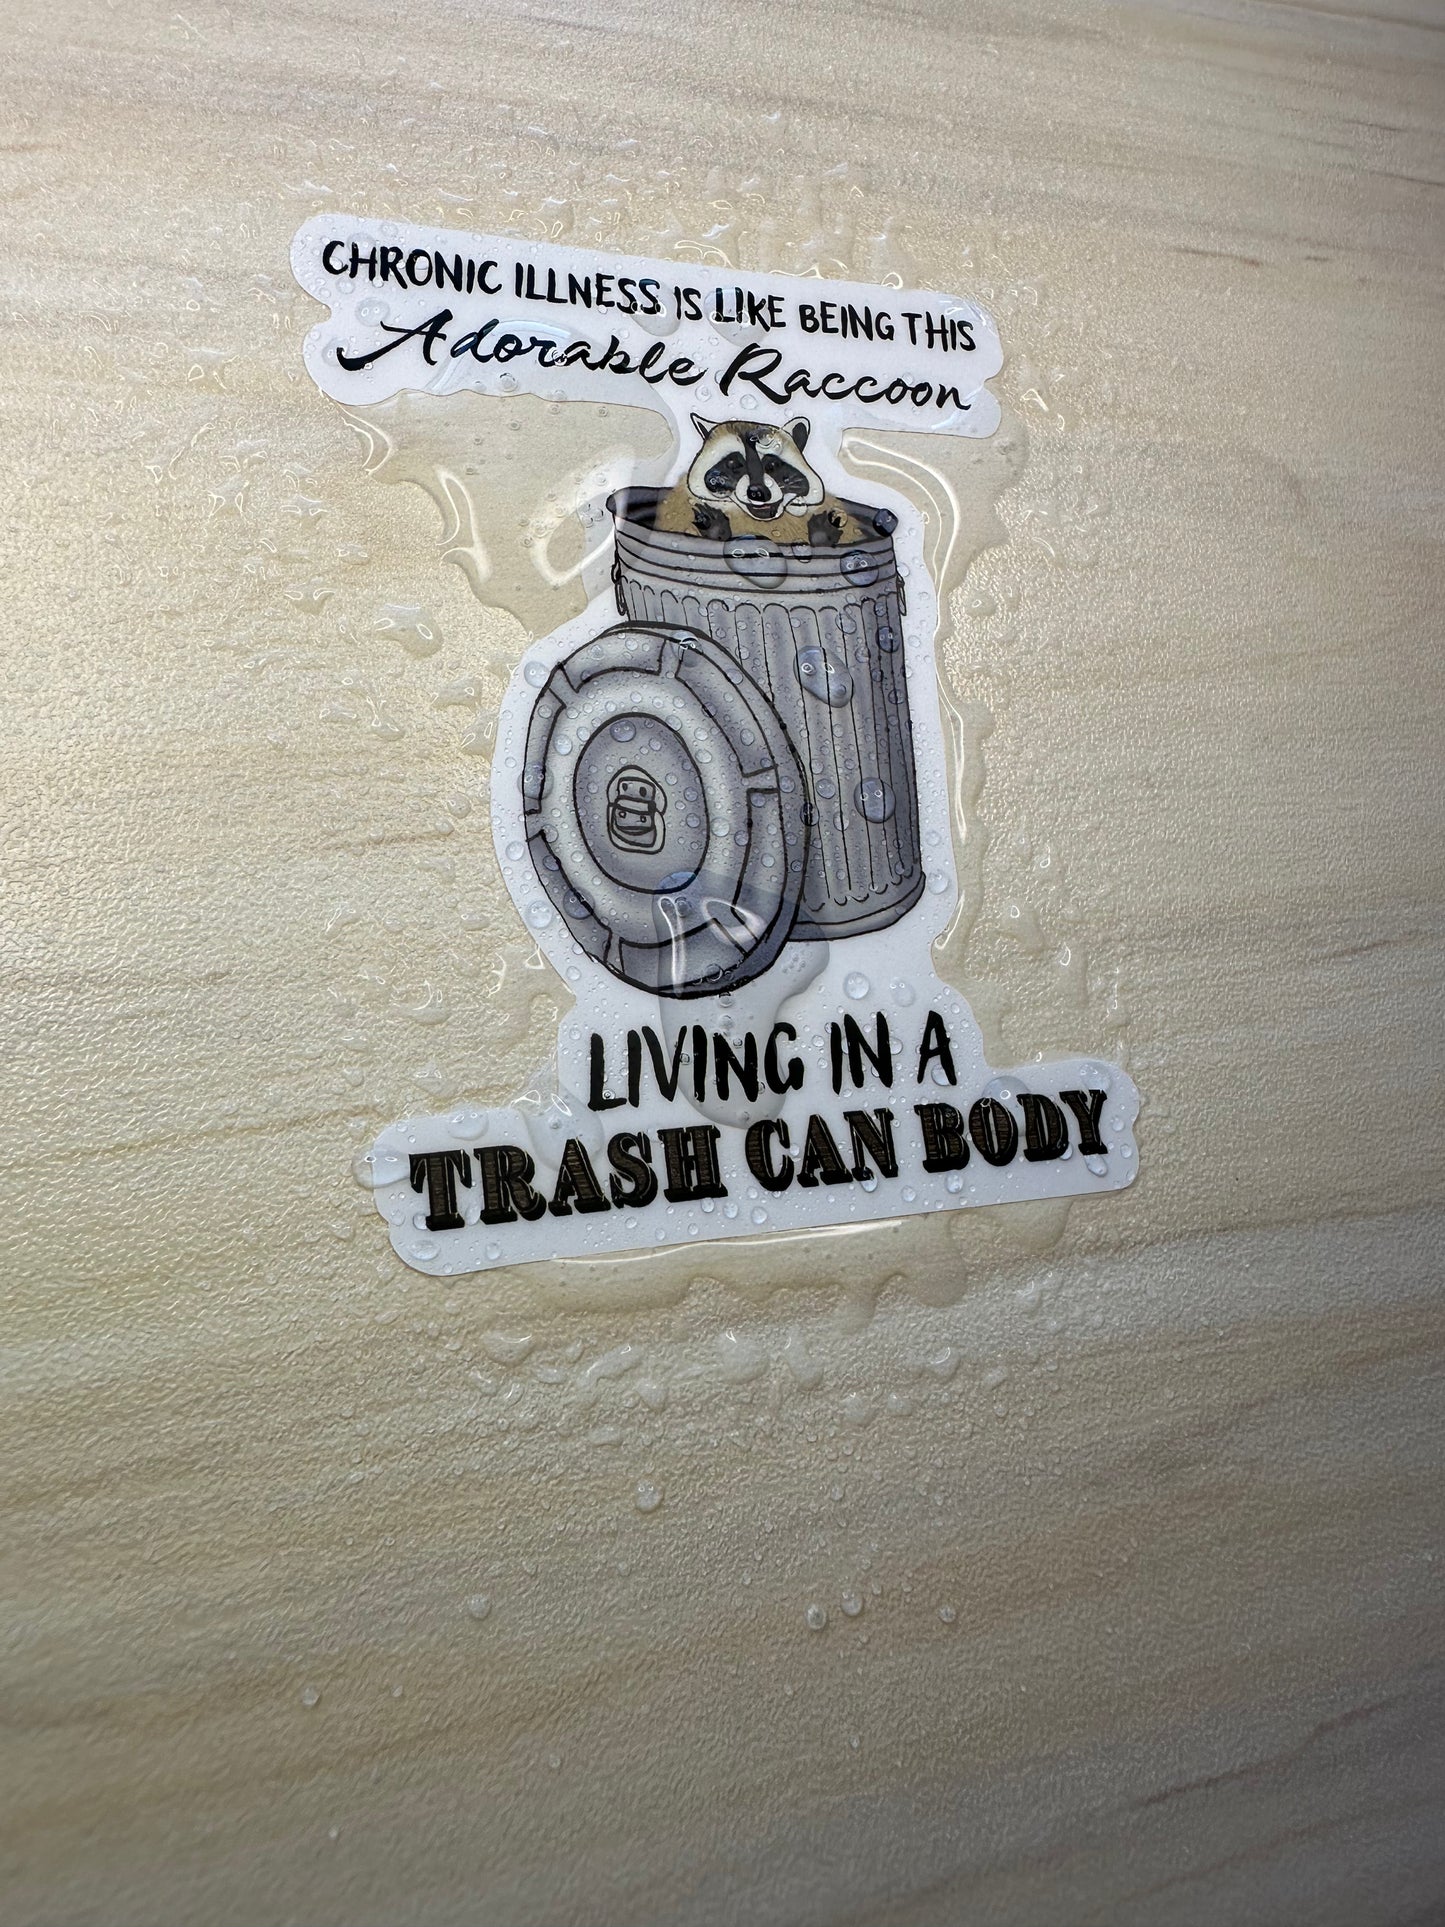 CHRONIC ILLNESS IS LIKE BEING THIS
Adorable Raccoon
LIVING IN A
TRASH CAN BODY